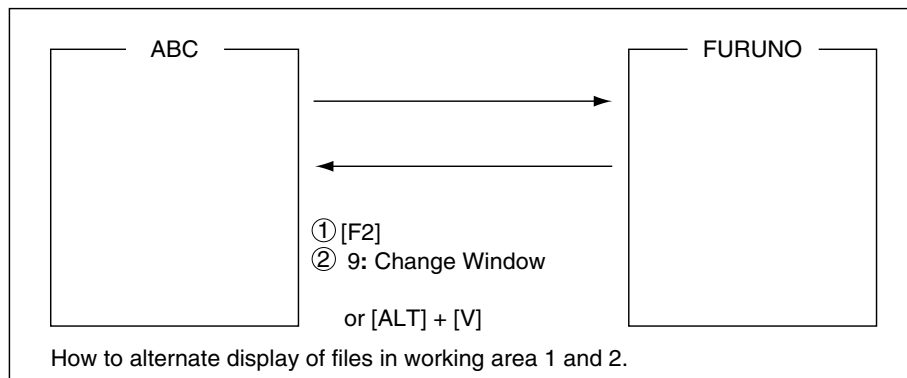 ABC
FURUNO
① [F2]
② 9: Change Window
or [ALT] + [V]
How to alternate display of files in working area 1 and 2.